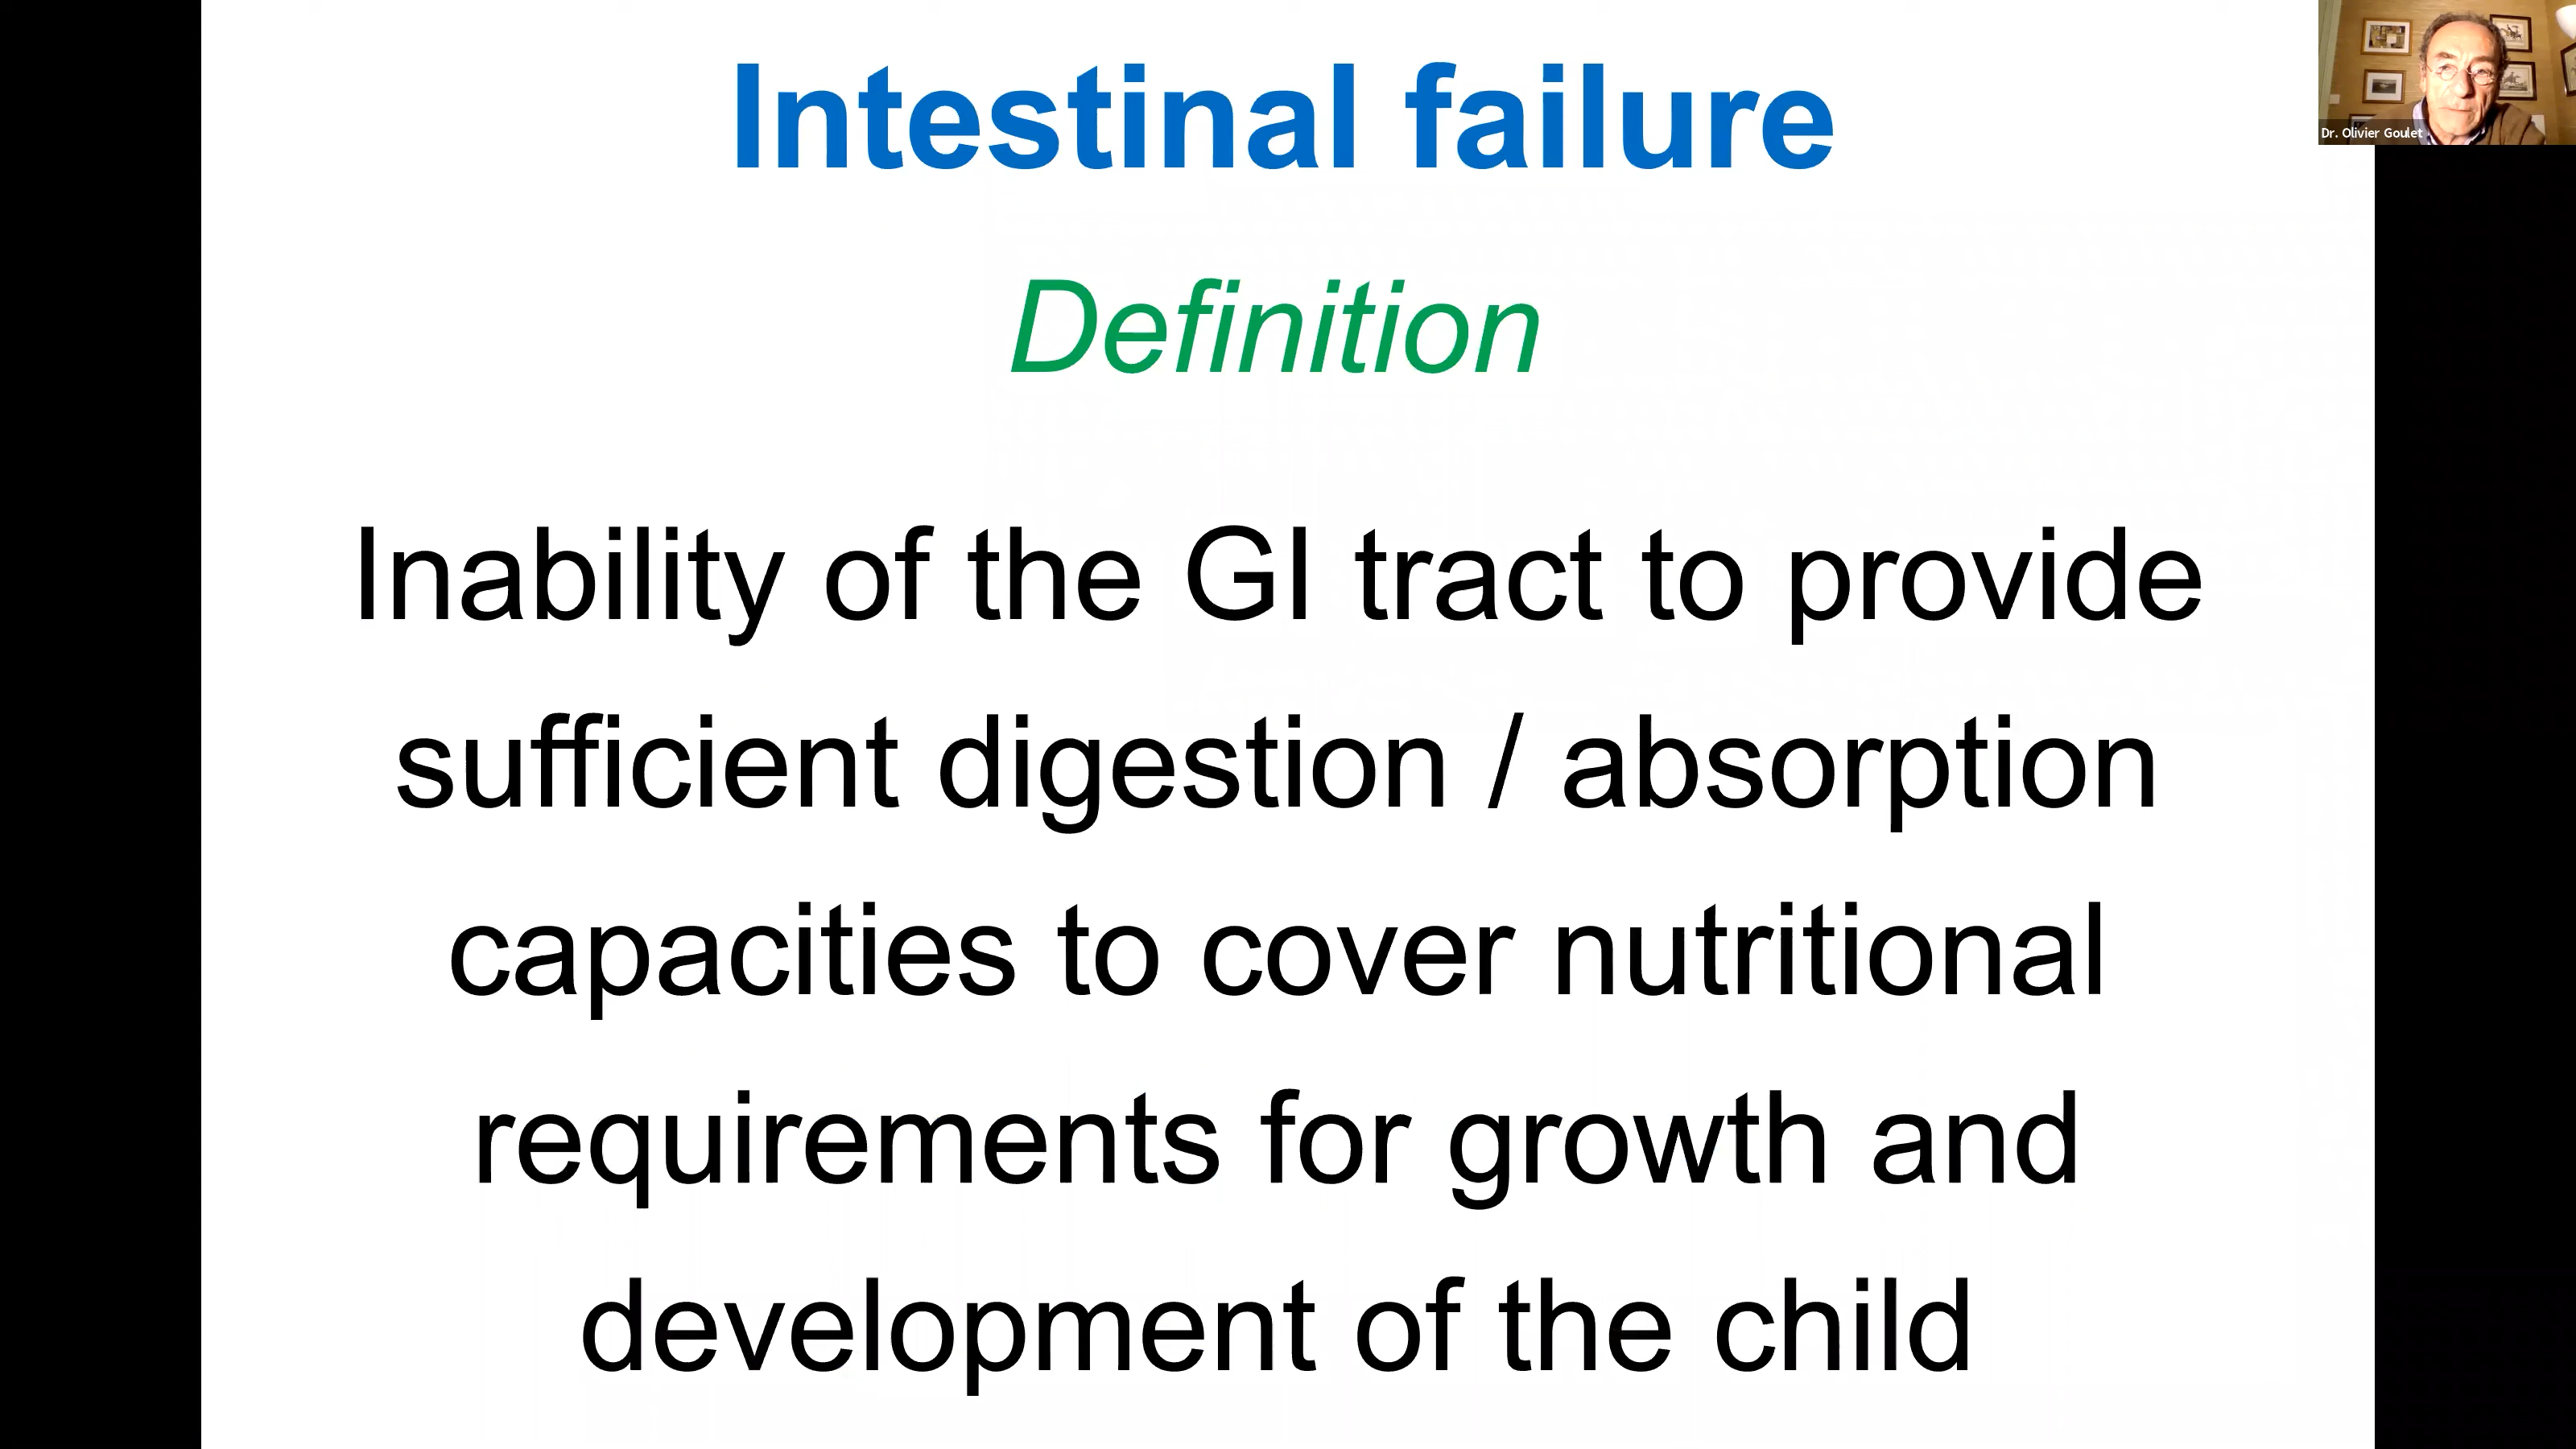 Intestinal failure
Dr. Olivier Goulet
Definition
Inability of the GI tract to provide
sufficient digestion / absorption
capacities to cover nutritional
requirements for growth and
development of the child